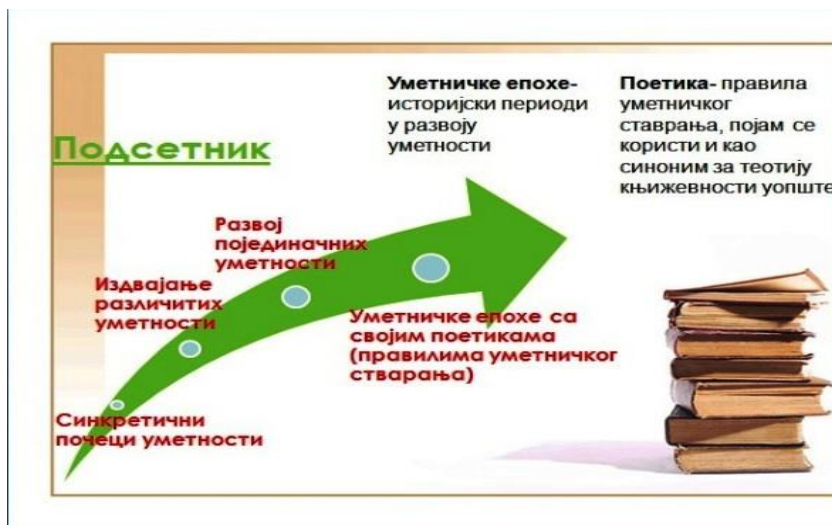 Подсетник
Уметничке епохе-
историјски периоди
у развоју
уметности
Поетика- правила
уметничког
ставрања, појам се
користи и као
синоним за теотију
књижевности уопште
Развој
појединачних
уметности
Издвајање
различитих
уметности
Уметничке епохе са
својим поетикама
(правилима уметничког
стварања)
Синкретични
почеци уметности